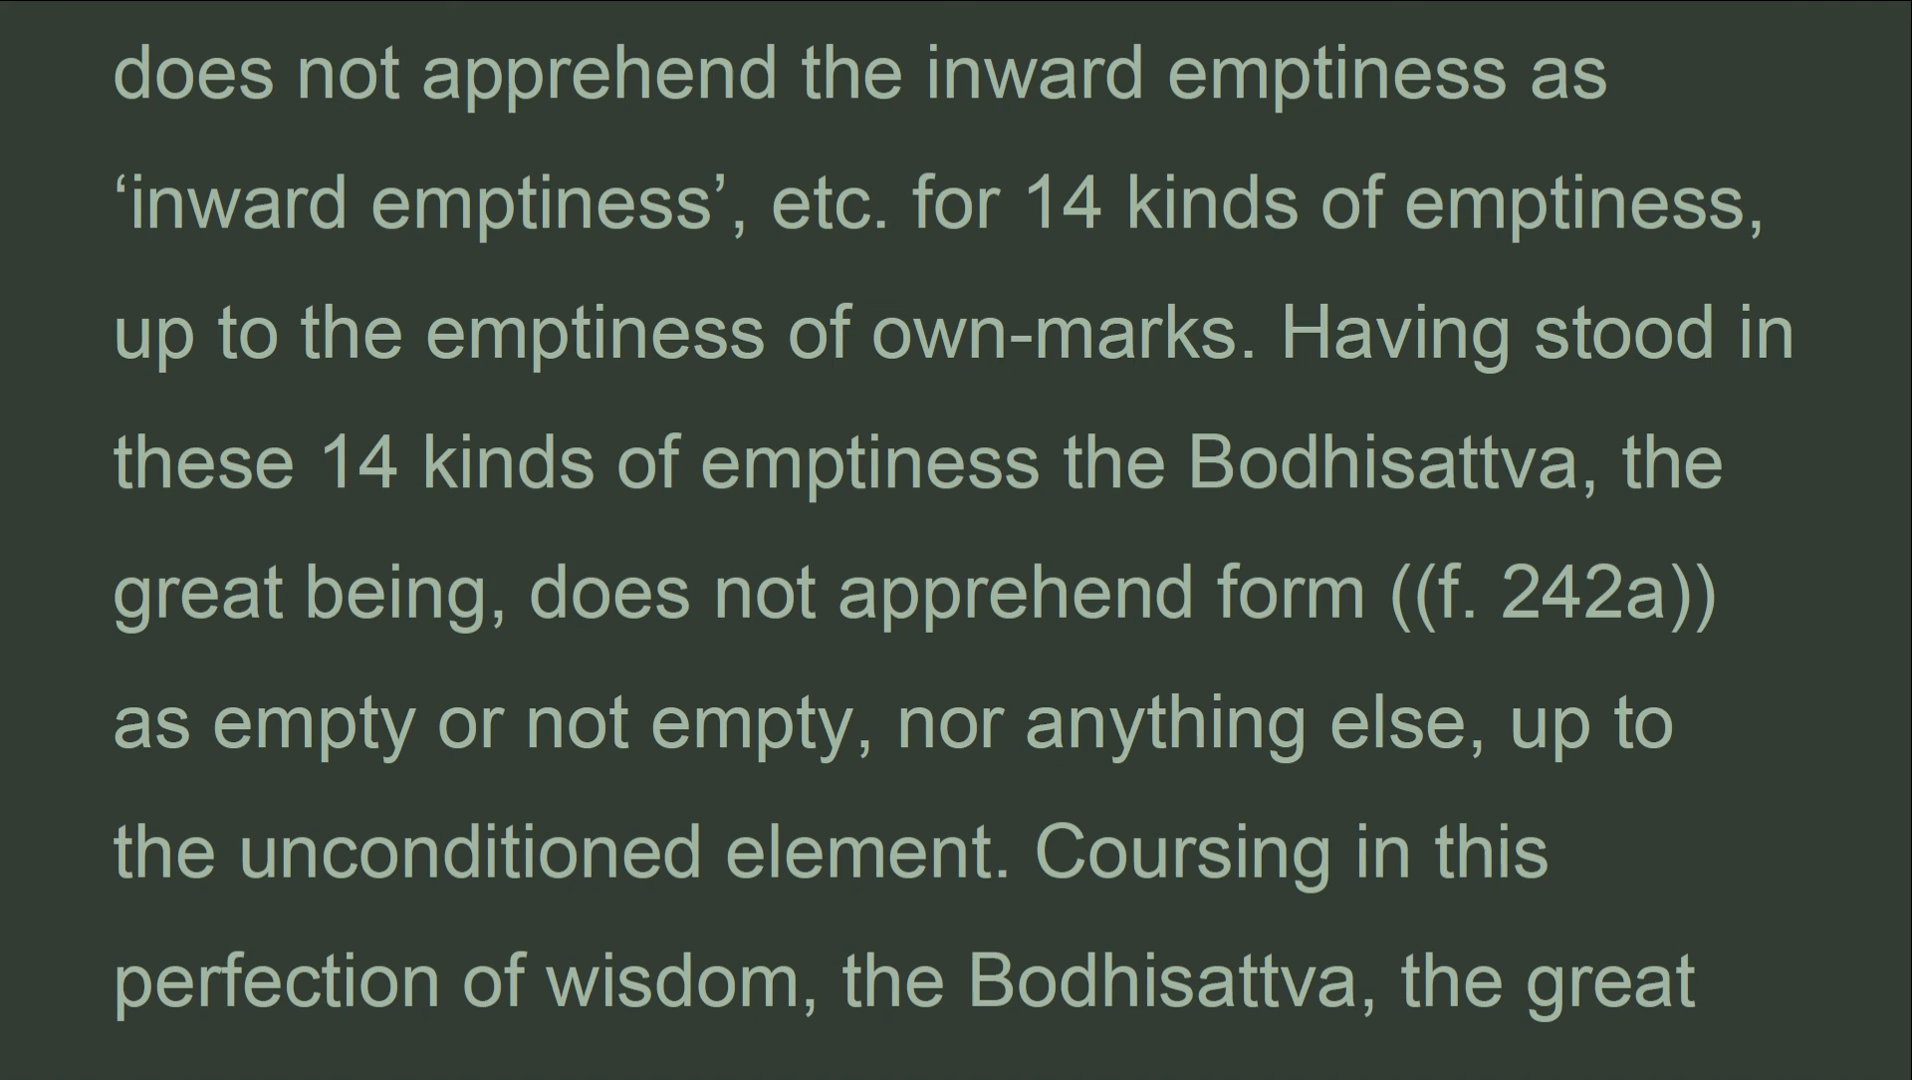 does not apprehend the inward emptiness as
‘inward emptiness’, etc. for 14 kinds of emptiness,
up to the emptiness of own-marks. Having stood in
these 14 kinds of emptiness the Bodhisattva, the
great being, does not apprehend form ((f. 242a))
as empty or not empty, nor anything else, up to
the unconditioned element. Coursing in this
perfection of wisdom, the Bodhisattva, the great